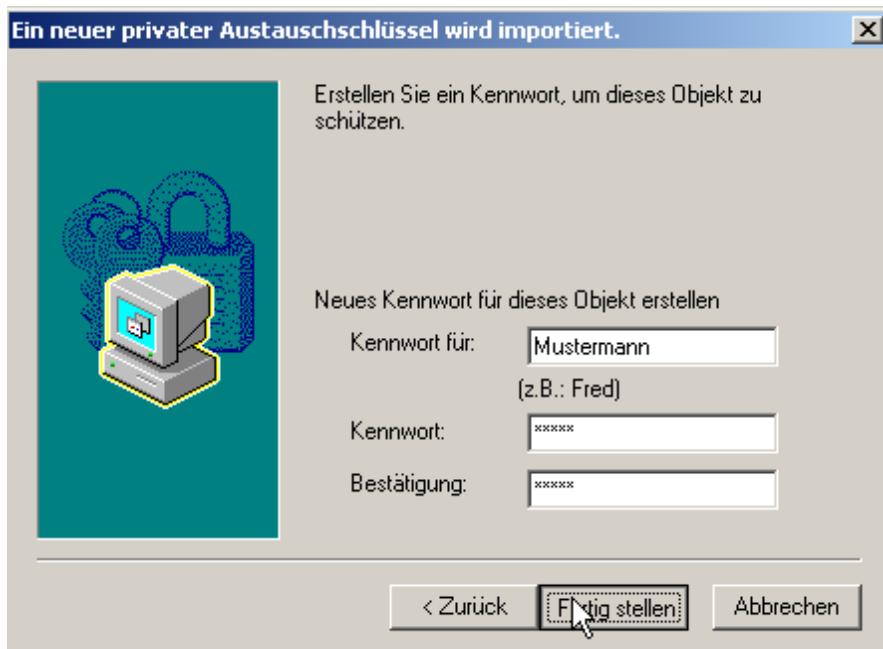 Ein neuer privater Austauschschlüssel wird importiert.
Erstellen Sie ein Kennwort, um dieses Objekt zu
schützen.
Neues Kennwort für dieses Objekt erstellen
Kennwort für: Mustermann
(z.B.: Fred)
Kennwort: *****
Bestätigung: *****
< Zurück Fertig stellen Abbrechen